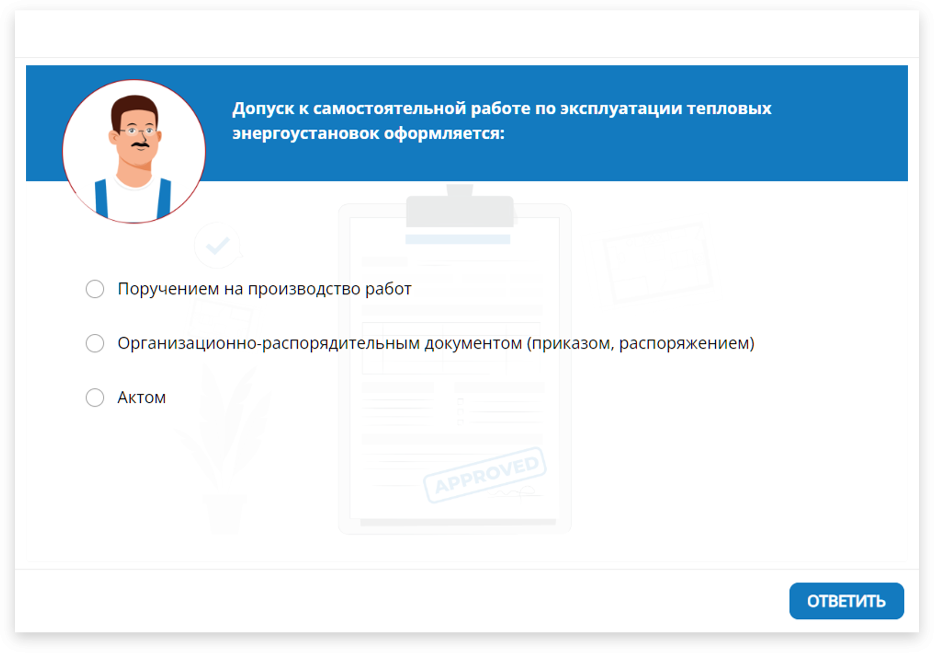 Допуск к самостоятельной работе по эксплуатации тепловых
энергоустановок оформляется:
Поручением на производство работ
Организационно-распорядительным документом (приказом, распоряжением)
Актом
APPROVED
ОТВЕТИТЬ